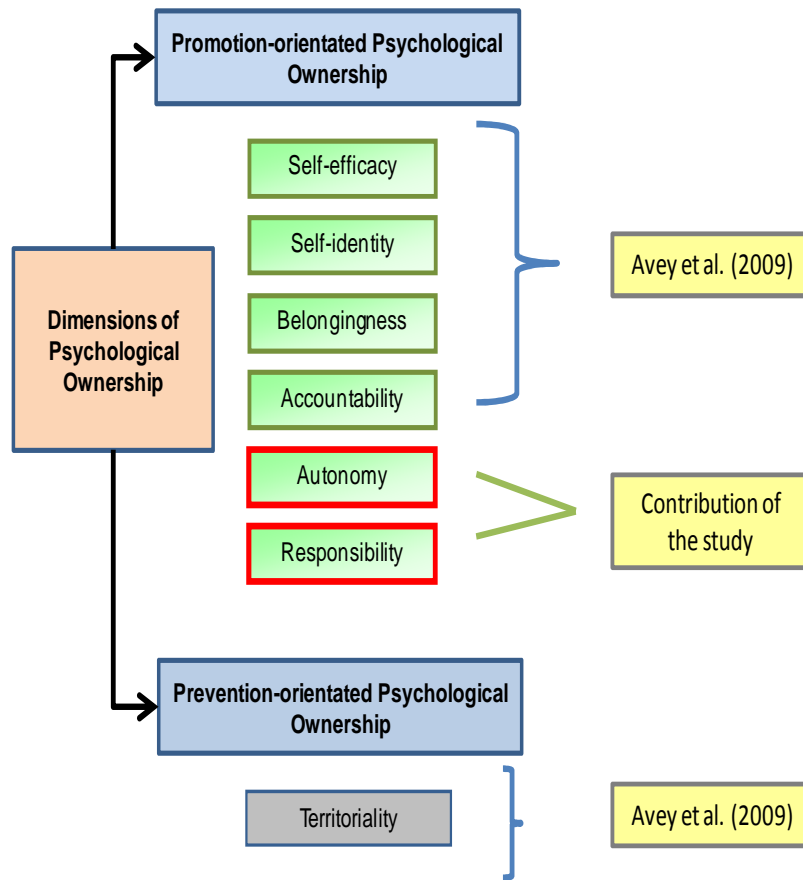 Promotion-orientated Psychological
Ownership
Self-efficacy
Self-identity
Belongingness
Accountability
Avey et al. (2009)
Dimensions of
Psychological
Ownership
Autonomy
Responsibility
Contribution of
the study
Prevention-orientated Psychological
Ownership
Territoriality
Avey et al. (2009)